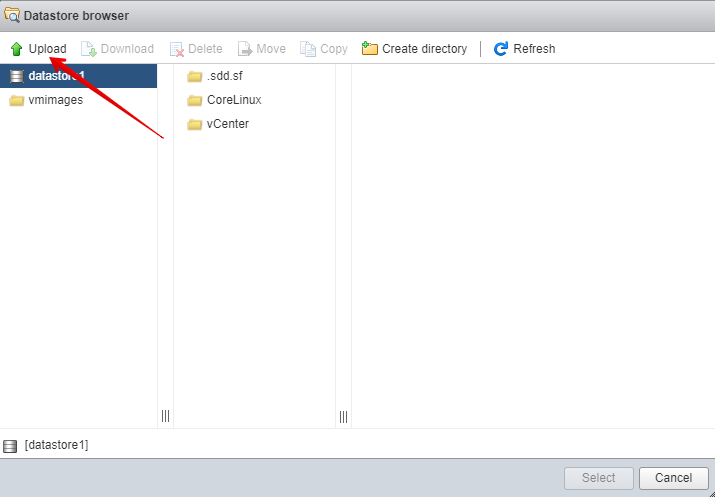 Datastore browser
Upload Download Delete Move Copy Create directory Refresh
datastore1 .sdd.sf
vmimages CoreLinux
vCenter
[datastore1]
Select Cancel